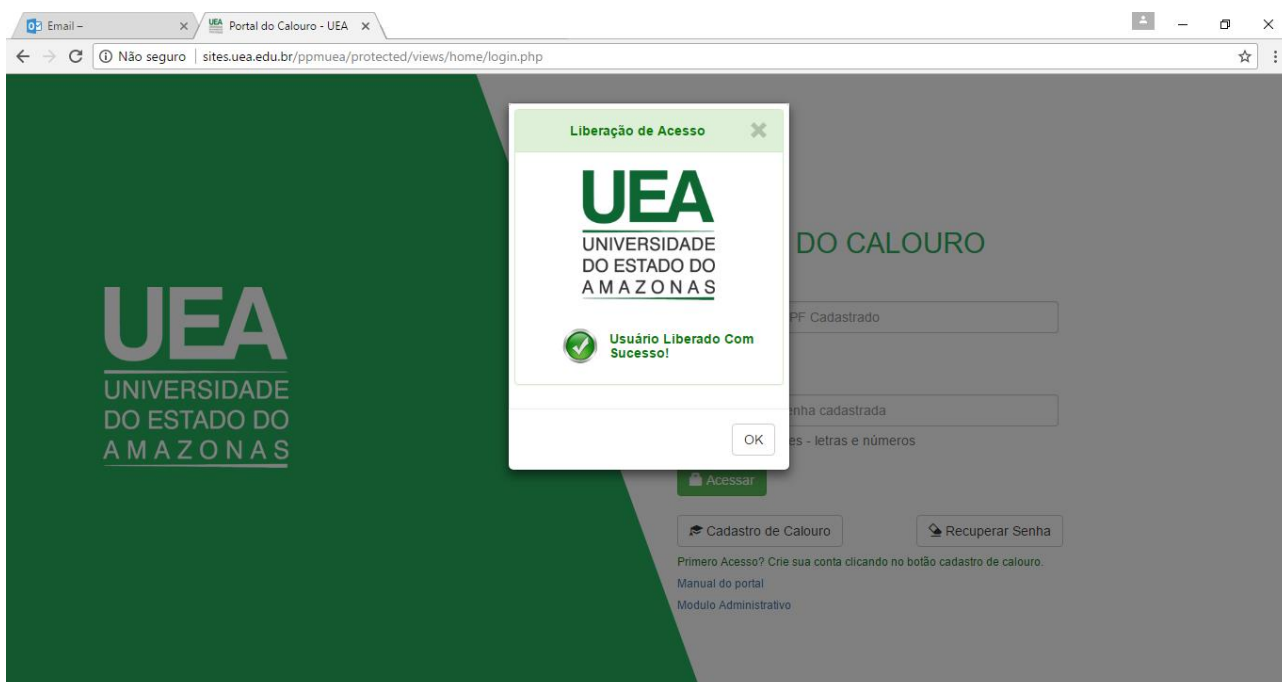 Email –
UEA Portal do Calouro - UEA
Não seguro sites.uea.edu.br/ppmuea/protected/views/home/login.php
Liberação de Acesso
UEA
UNIVERSIDADE
DO ESTADO DO
AMAZONAS
Usuário Liberado Com
Sucesso!
OK
UEA
UNIVERSIDADE
DO ESTADO DO
AMAZONAS
DO CALOURO
PF Cadastrado
enha cadastrada
es - letras e números
Acessar
Cadastro de Calouro
Recuperar Senha
Primero Acesso? Crie sua conta clicando no botão cadastro de calouro.
Manual do portal
Modulo Administrativo